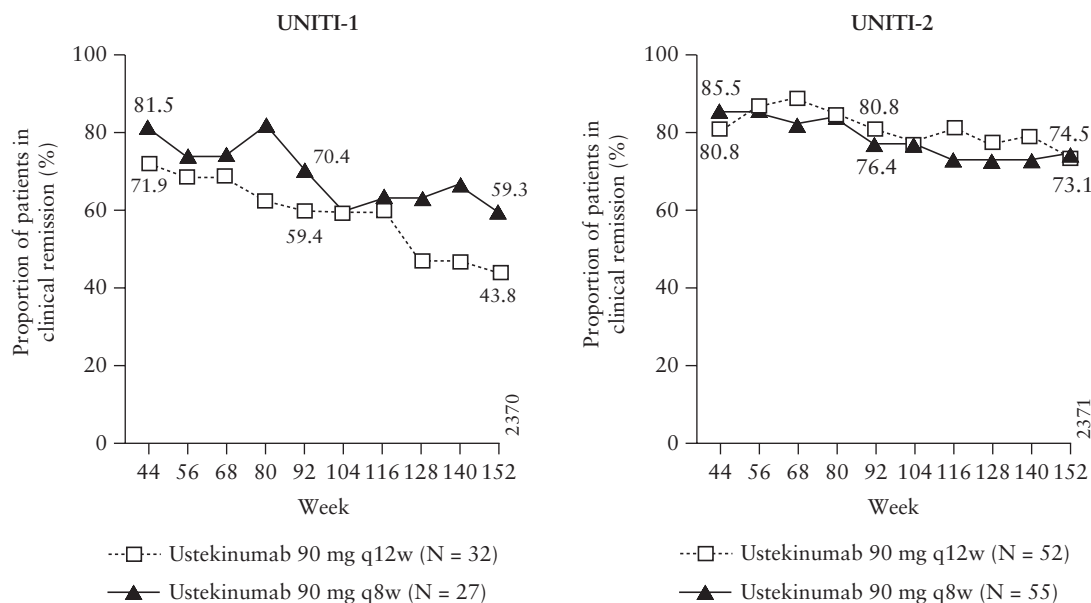 UNITI-1
Proportion of patients in
clinical remission (%)
100
80
60
40
20
0
81.5
71.9
70.4
59.4
59.3
43.8
2370
44 56 68 80 92 104 116 128 140 152
Week
Ustekinumab 90 mg q12w (N = 32)
Ustekinumab 90 mg q8w (N = 27)
UNITI-2
Proportion of patients in
clinical remission (%)
100
80
60
40
20
0
85.5
80.8
80.8
76.4
74.5
73.1
2371
44 56 68 80 92 104 116 128 140 152
Week
Ustekinumab 90 mg q12w (N = 52)
Ustekinumab 90 mg q8w (N = 55)